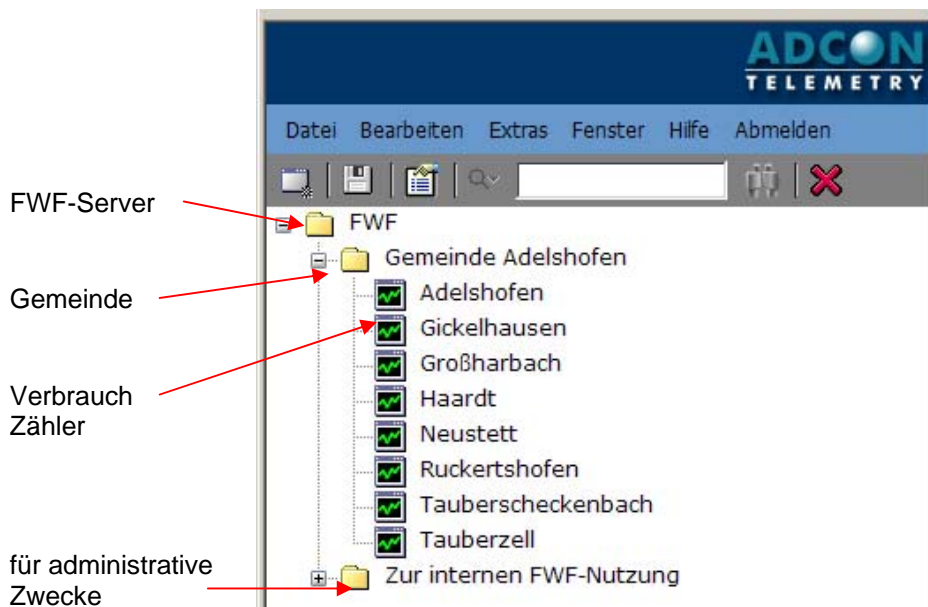 ADCON
TELEMETRY
Datei Bearbeiten Extras Fenster Hilfe Abmelden
FWF-Server
FWF
Gemeinde Adelshofen
Gemeinde
Adelshofen
Gickelhausen
Großharbach
Verbrauch
Zähler
Haardt
Neustett
Ruckertshofen
Tauberscheckenbach
Tauberzell
für administrative
Zwecke
Zur internen FWF-Nutzung